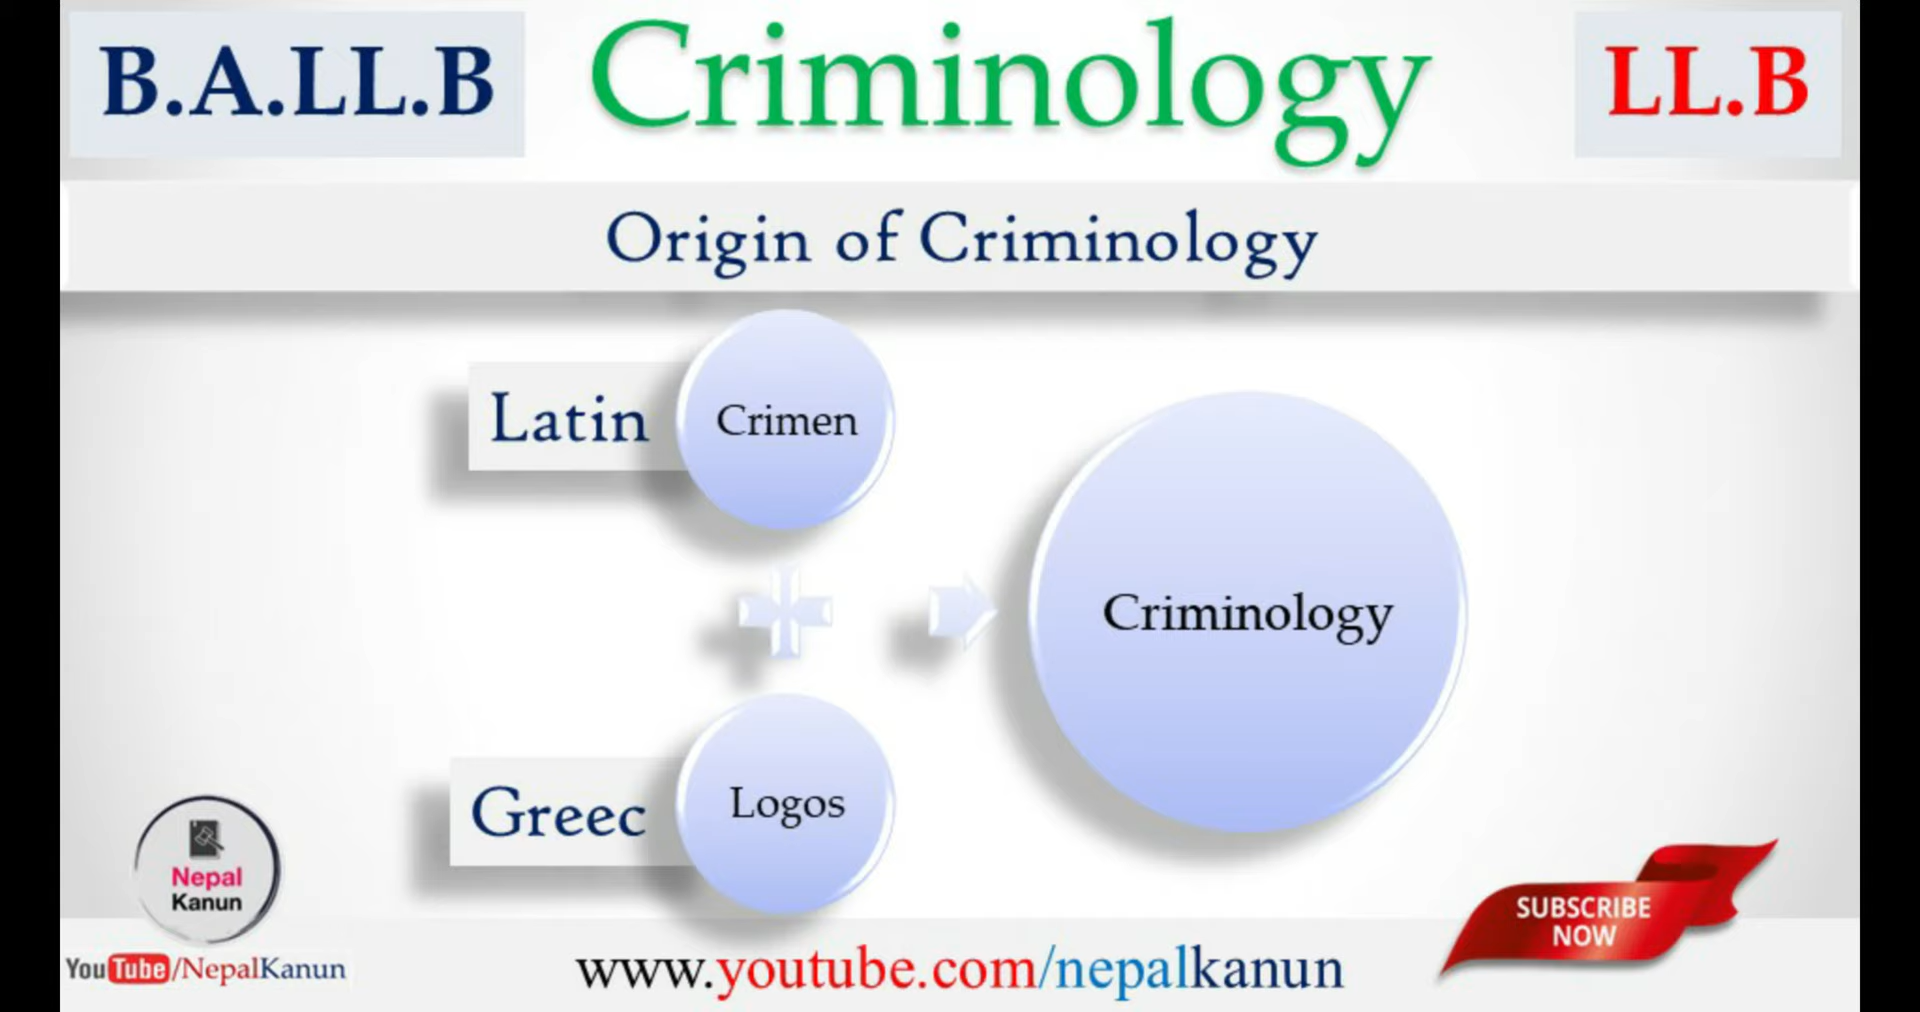 B.A.LL.B
Criminology
LL.B
Origin of Criminology
Latin
Crimen
Criminology
Greec
Logos
Nepal
Kanun
YouTube/NepalKanun
www.youtube.com/nepalkanun
SUBSCRIBE
NOW